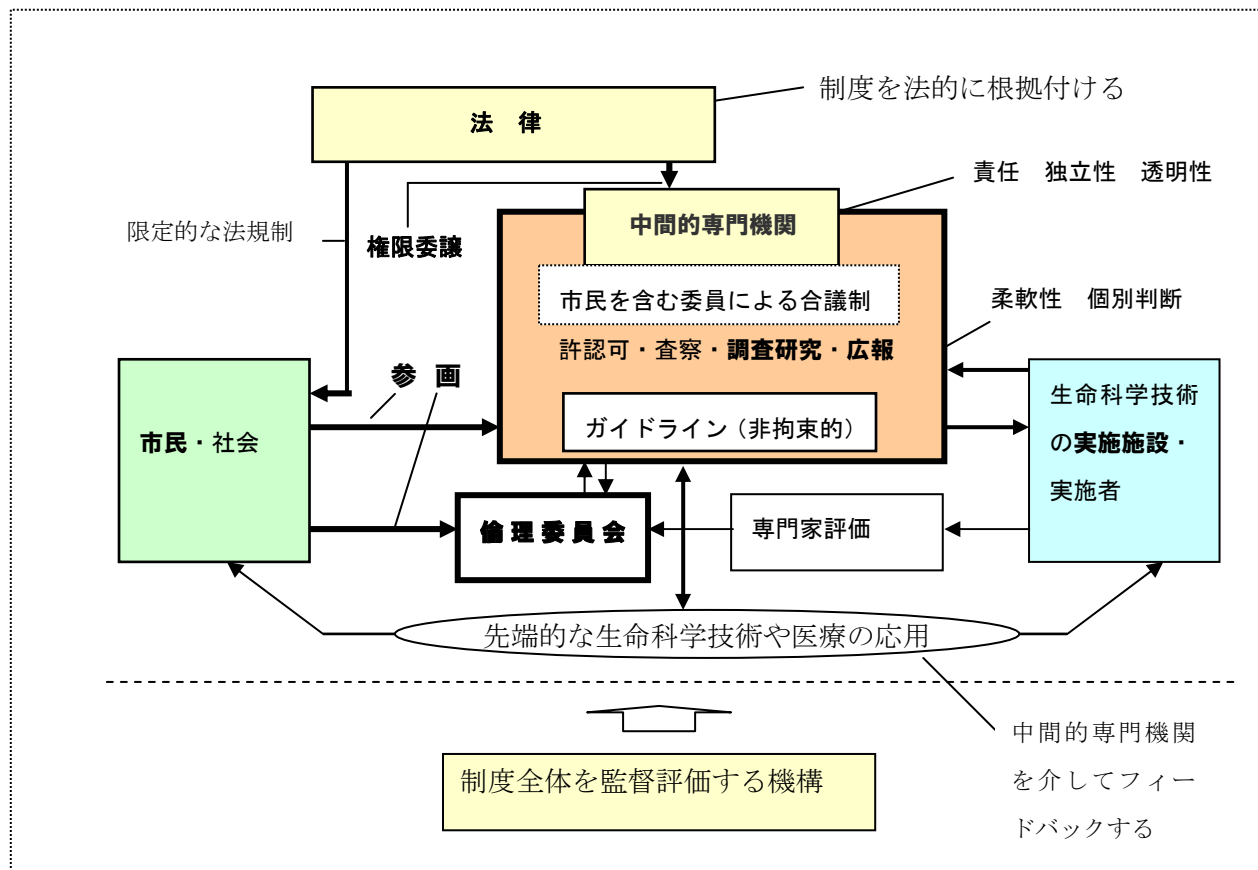 制度を法的に根拠付ける
法 律
責任 独立性 透明性
中間的専門機関
限定的な法規制
権限委譲
市民を含む委員による合議制
柔軟性 個別判断
許認可・査察・調査研究・広報
参 画
生命科学技術
の実施施設・
実施者
ガイドライン（非拘束的）
市民・社会
倫理委員会
専門家評価
先端的な生命科学技術や医療の応用
中間的専門機関
を介してフィー
ドバックする
制度全体を監督評価する機構